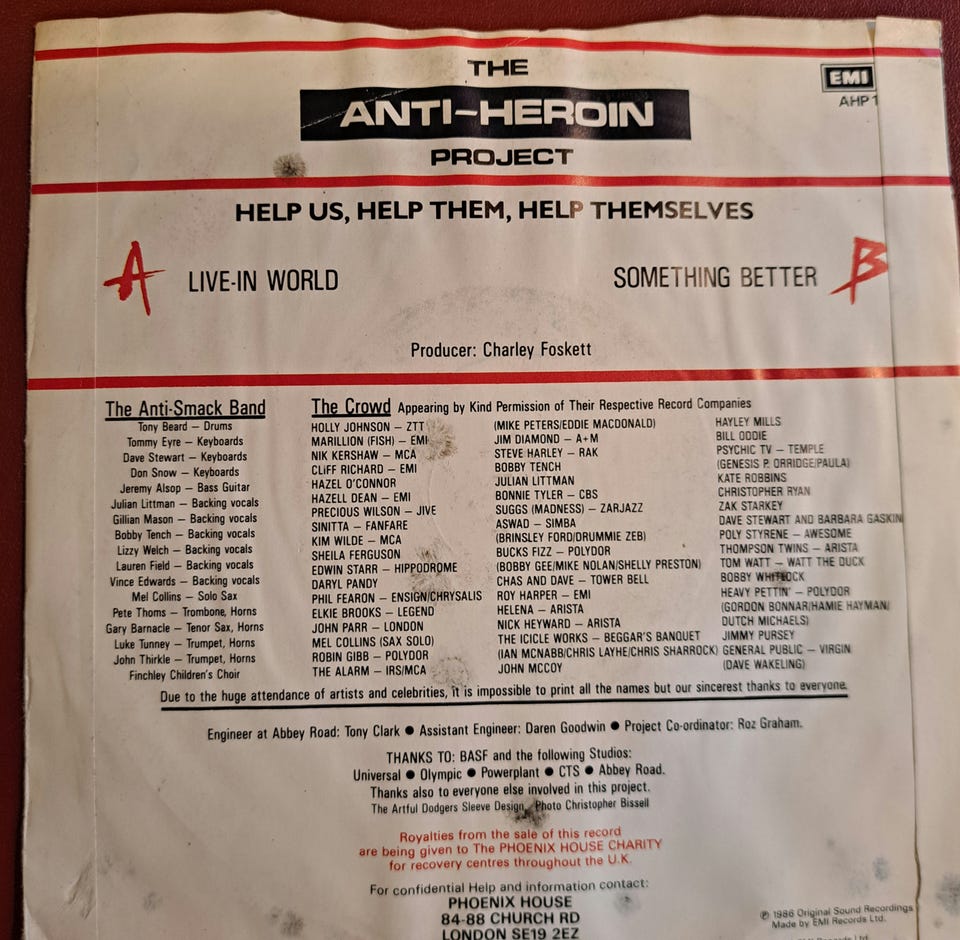 THE
ANTI-HEROIN
PROJECT
EMI
AHP 1
HELP US, HELP THEM, HELP THEMSELVES
A LIVE-IN WORLD
SOMETHING BETTER B
Producer: Charley Foskett
The Anti-Smack Band
Tony Beard – Drums
Tommy Eyre – Keyboards
Dave Stewart – Keyboards
Don Snow – Keyboards
Jeremy Alsop – Bass Guitar
Julian Littman – Backing vocals
Gillian Mason – Backing vocals
Bobby Tench – Backing vocals
Lizzy Welch – Backing vocals
Lauren Field – Backing vocals
Vince Edwards – Backing vocals
Mel Collins – Solo Sax
Pete Thoms – Trombone, Horns
Gary Barnacle – Tenor Sax, Horns
Luke Tunney – Trumpet, Horns
John Thirkle – Trumpet, Horns
Finchley Children's Choir
The Crowd Appearing by Kind Permission of Their Respective Record Companies
HOLLY JOHNSON – ZTT
MARILLION (FISH) – EMI
NIK KERSHAW – MCA
CLIFF RICHARD – EMI
HAZEL O'CONNOR
HAZELL DEAN – EMI
PRECIOUS WILSON – JIVE
SINITTA – FANFARE
KIM WILDE – MCA
SHEILA FERGUSON
EDWIN STARR – HIPPODROME
DARYL PANDY
PHIL FEARON – ENSIGN/CHRYSALIS
ELKIE BROOKS – LEGEND
JOHN PARR – LONDON
MEL COLLINS (SAX SOLO)
ROBIN GIBB – POLYDOR
THE ALARM – IRS/MCA
(MIKE PETERS/EDDIE MACDONALD)
JIM DIAMOND – A+M
STEVE HARLEY – RAK
BOBBY TENCH
JULIAN LITTMAN
BONNIE TYLER – CBS
SUGGS (MADNESS) – ZARJAZZ
ASWAD – SIMBA
(BRINSLEY FORD/DRUMMIE ZEB)
BUCKS FIZZ – POLYDOR
(BOBBY GEE/MIKE NOLAN/SHELLY PRESTON)
CHAS AND DAVE – TOWER BELL
ROY HARPER – EMI
HELENA – ARISTA
NICK HEYWARD – ARISTA
THE ICICLE WORKS – BEGGAR'S BANQUET
(IAN MCNABB/CHRIS LAYHE/CHRIS SHARROCK)
JOHN MCCOY
HAYLEY MILLS
BILL ODDIE
PSYCHIC TV – TEMPLE
(GENESIS P. ORRIDGE/PAULA)
KATE ROBBINS
CHRISTOPHER RYAN
ZAK STARKEY
DAVE STEWART AND BARBARA GASKIN
POLY STYRENE – AWESOME
THOMPSON TWINS – ARISTA
TOM WATT – WATT THE DUCK
BOBBY WHITLOCK
HEAVY PETTIN' – POLYDOR
(GORDON BONNAR/HAMIE HAYMAN/
DUTCH MICHAELS)
JIMMY PURSEY
GENERAL PUBLIC – VIRGIN
(DAVE WAKELING)
Due to the huge attendance of artists and celebrities, it is impossible to print all the names but our sincerest thanks to everyone.
Engineer at Abbey Road: Tony Clark ● Assistant Engineer: Daren Goodwin ● Project Co-ordinator: Roz Graham.
THANKS TO: BASF and the following Studios:
Universal ● Olympic ● Powerplant ● CTS ● Abbey Road.
Thanks also to everyone else involved in this project.
The Artful Dodgers Sleeve Design, Photo Christopher Bissell
Royalties from the sale of this record
are being given to The PHOENIX HOUSE CHARITY
for recovery centres throughout the U.K.
For confidential Help and information contact:
PHOENIX HOUSE
84-88 CHURCH RD
LONDON SE19 2EZ
℗ 1986 Original Sound Recordings
Made by EMI Records Ltd.